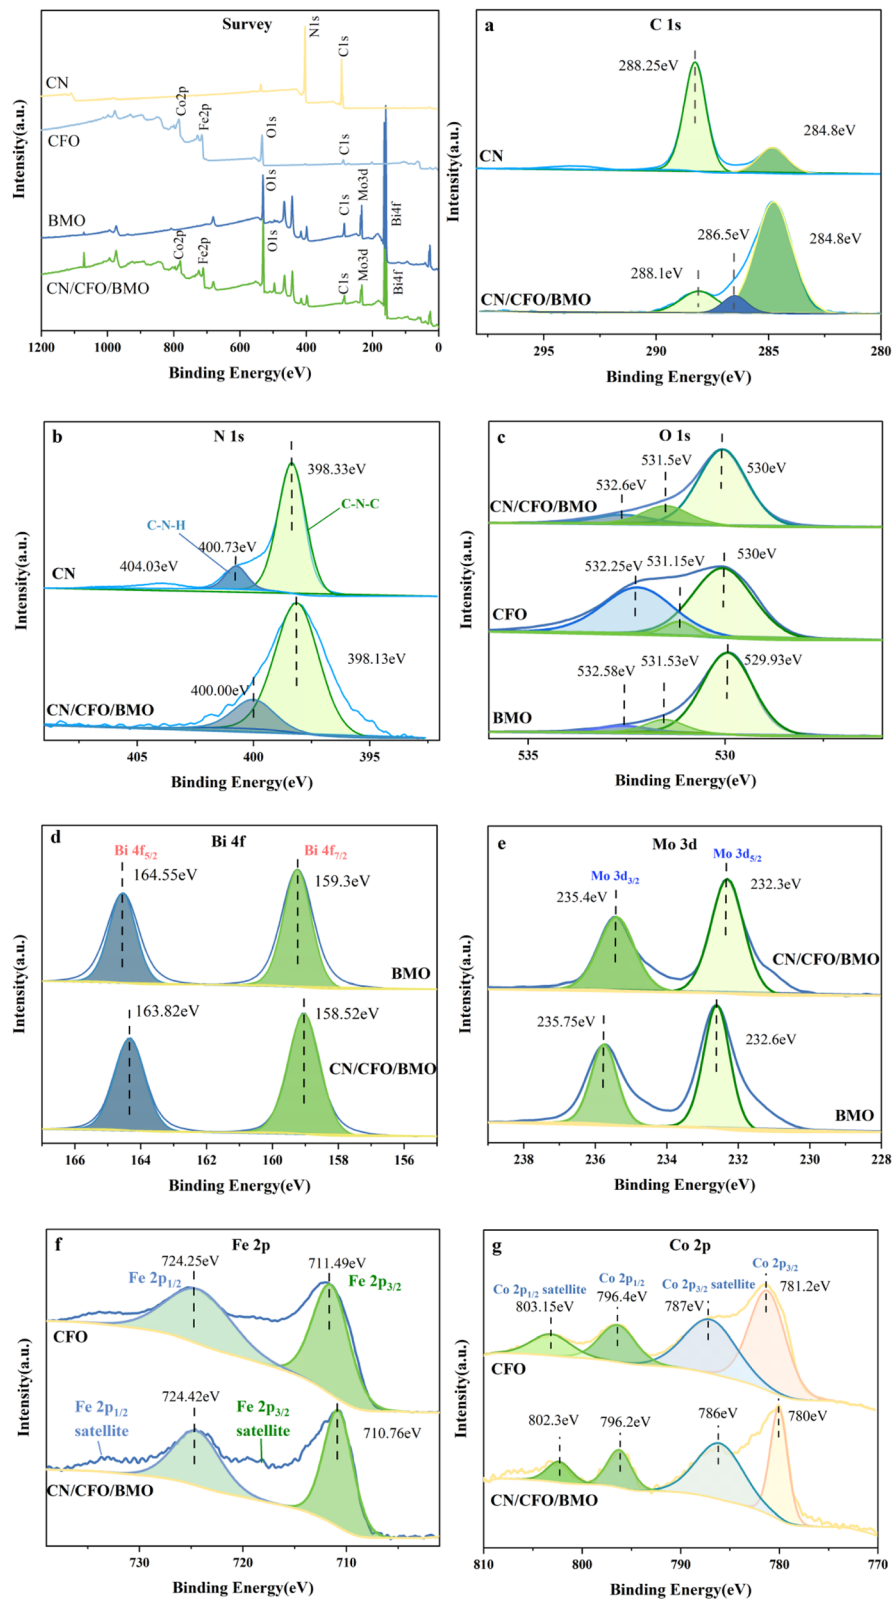 Survey
N1s
C1s
CN
Co2p
Fe2p
O1s
C1s
CFO
O1s
C1s
Mo3d
Bi4f
BMO
Co2p
Fe2p
O1s
C1s
Mo3d
Bi4f
CN/CFO/BMO
Intensity(a.u.)
1200 1000 800 600 400 200 0
Binding Energy(eV)
a
C 1s
288.25eV
284.8eV
CN
286.5eV
284.8eV
288.1eV
CN/CFO/BMO
Intensity(a.u.)
295 290 285 280
Binding Energy(eV)
b
N 1s
398.33eV
C-N-C
C-N-H
400.73eV
404.03eV
CN
398.13eV
400.00eV
CN/CFO/BMO
Intensity(a.u.)
405 400 395
Binding Energy(eV)
c
O 1s
531.5eV
530eV
532.6eV
CN/CFO/BMO
532.25eV 531.15eV 530eV
CFO
532.58eV 531.53eV 529.93eV
BMO
Intensity(a.u.)
535 530
Binding Energy(eV)
d
Bi 4f
Bi 4f5/2
Bi 4f7/2
164.55eV
159.3eV
BMO
163.82eV
158.52eV
CN/CFO/BMO
Intensity(a.u.)
166 164 162 160 158 156
Binding Energy(eV)
e
Mo 3d
Mo 3d5/2
Mo 3d3/2
235.4eV
232.3eV
CN/CFO/BMO
235.75eV
232.6eV
BMO
Intensity(a.u.)
238 236 234 232 230 228
Binding Energy(eV)
f
Fe 2p
724.25eV
711.49eV
Fe 2p1/2
Fe 2p3/2
CFO
724.42eV
Fe 2p1/2
satellite
Fe 2p3/2
satellite
710.76eV
CN/CFO/BMO
Intensity(a.u.)
730 720 710
Binding Energy(eV)
g
Co 2p
Co 2p3/2
Co 2p1/2 satellite
Co 2p1/2
Co 2p3/2 satellite
781.2eV
803.15eV
796.4eV
787eV
CFO
802.3eV
796.2eV
786eV
780eV
CN/CFO/BMO
Intensity(a.u.)
810 800 790 780 770
Binding Energy(eV)